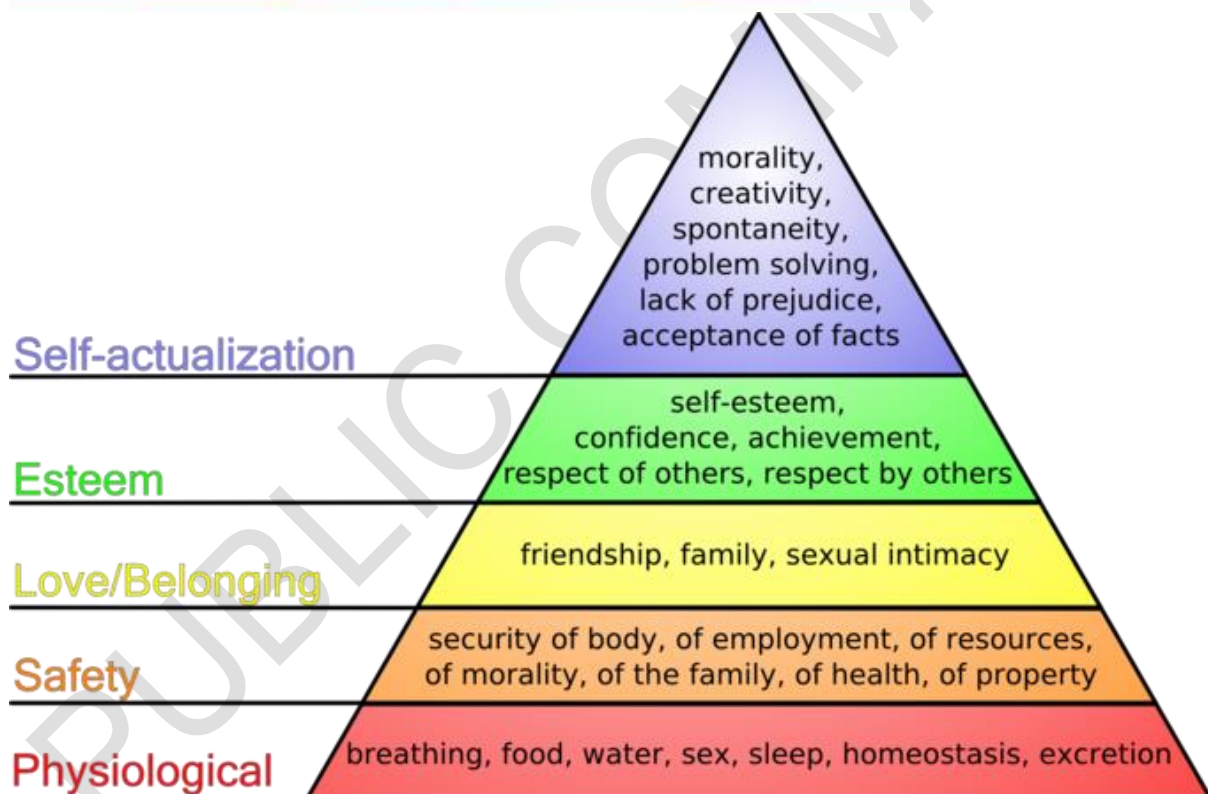 morality,
creativity,
spontaneity,
problem solving,
lack of prejudice,
acceptance of facts
Self-actualization
self-esteem,
confidence, achievement,
respect of others, respect by others
Esteem
friendship, family, sexual intimacy
Love/Belonging
security of body, of employment, of resources,
of morality, of the family, of health, of property
Safety
breathing, food, water, sex, sleep, homeostasis, excretion
Physiological
PUBLIC COMM